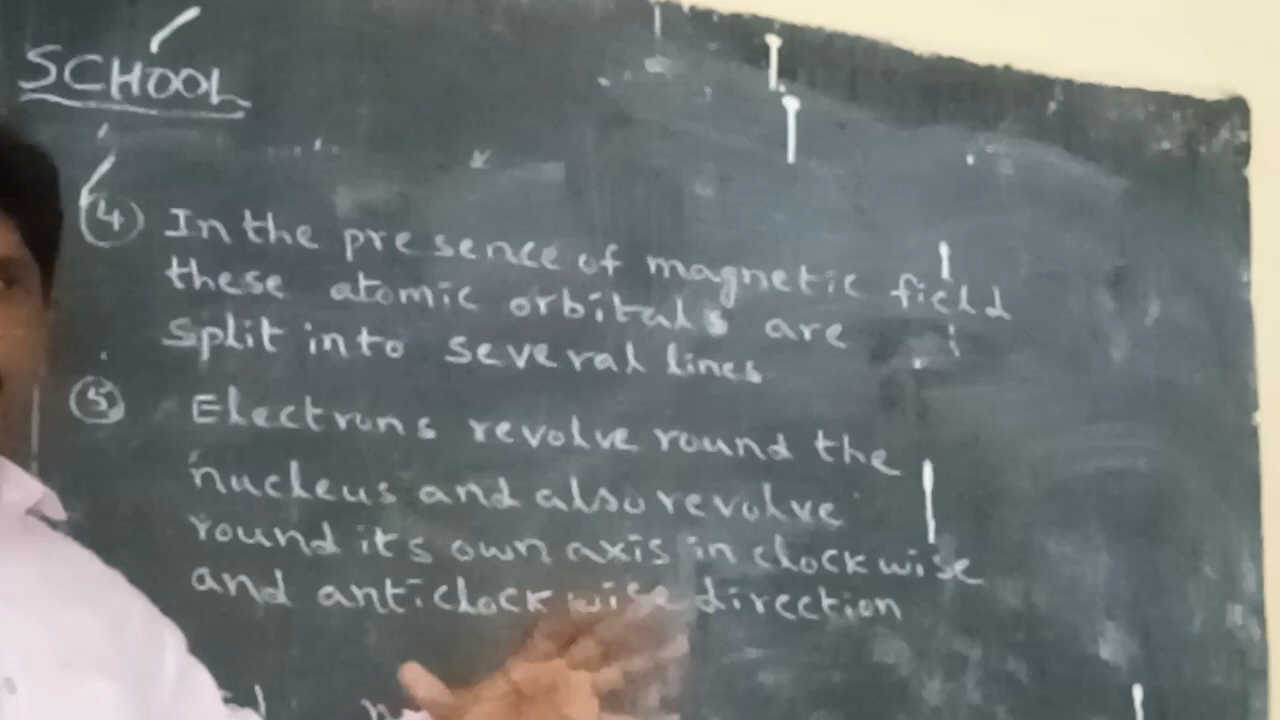 SCHOOL
④ In the presence of magnetic field
these atomic orbitals are
split into several lines
⑤ Electrons revolve round the
nucleus and also revolve
round its own axis in clockwise
and anticlockwise direction